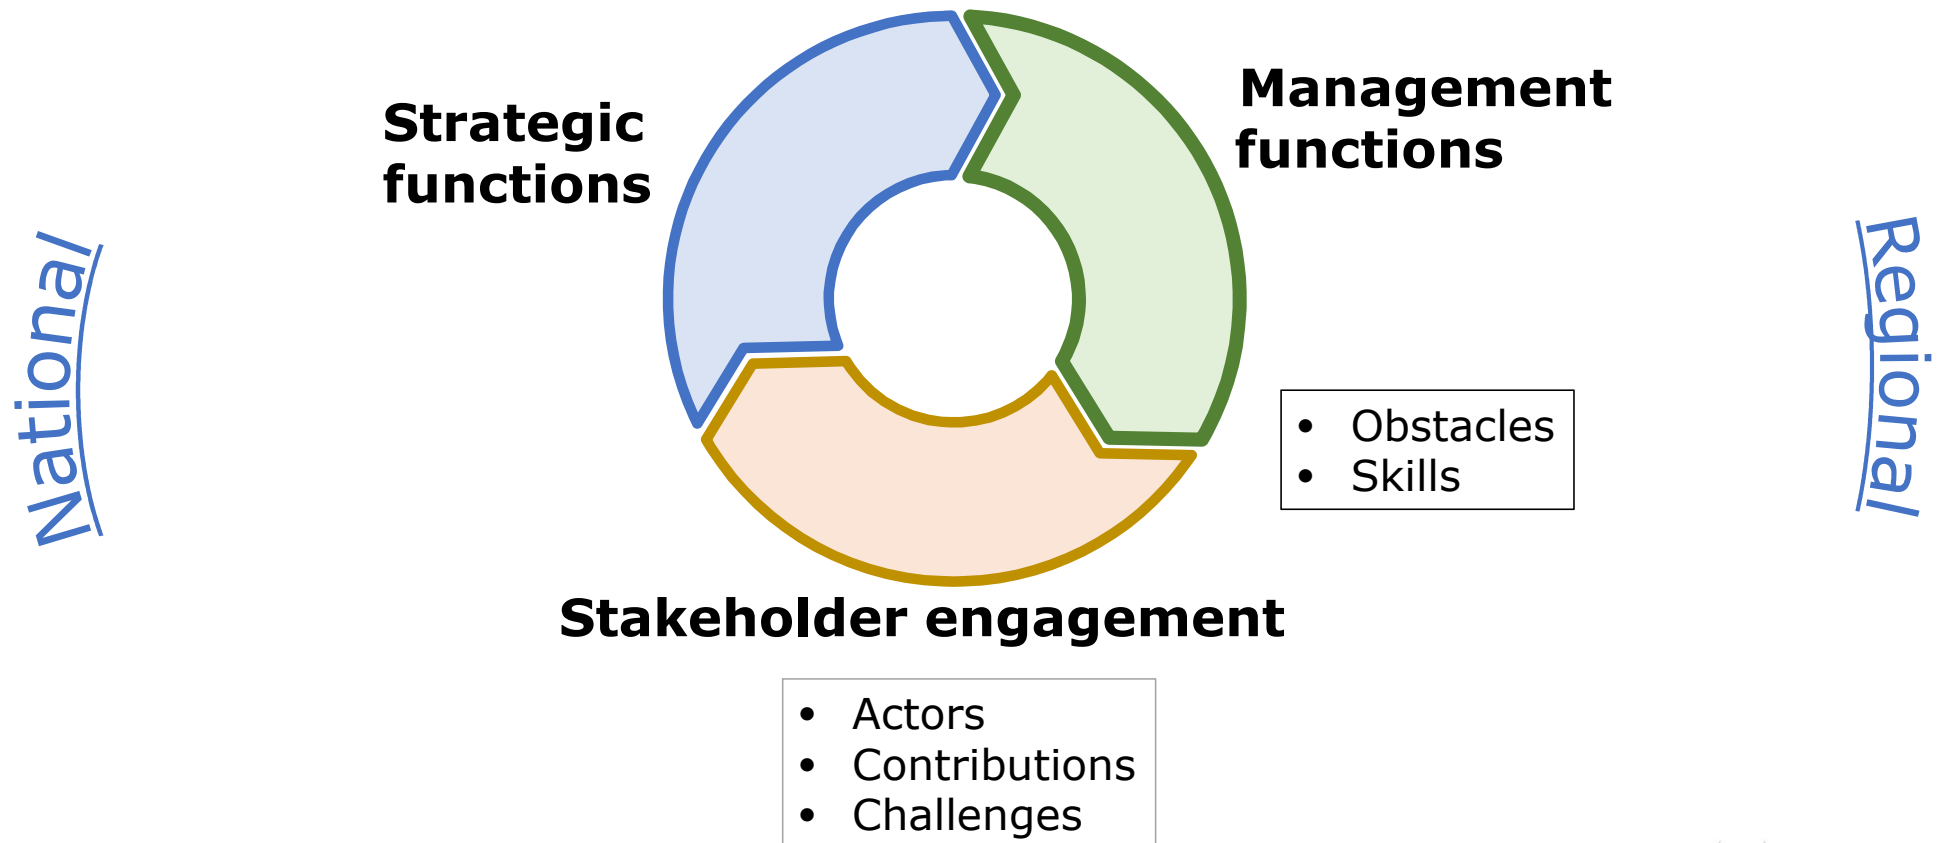 Strategic
functions
Management
functions
National
Regional
• Obstacles
• Skills
Stakeholder engagement
• Actors
• Contributions
• Challenges